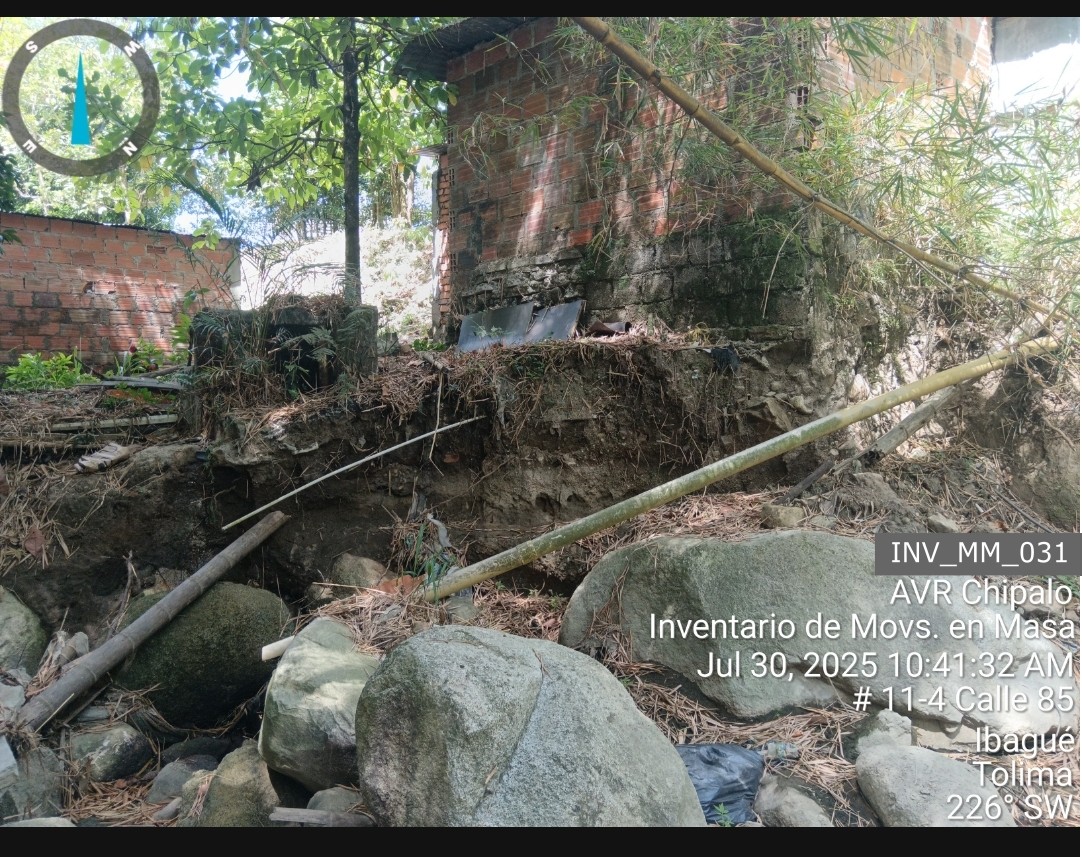 S
W
E
N
INV_MM_031
AVR Chipalo
Inventario de Movs. en Masa
Jul 30, 2025 10:41:32 AM
# 11-4 Calle 85
Ibagué
Tolima
226° SW